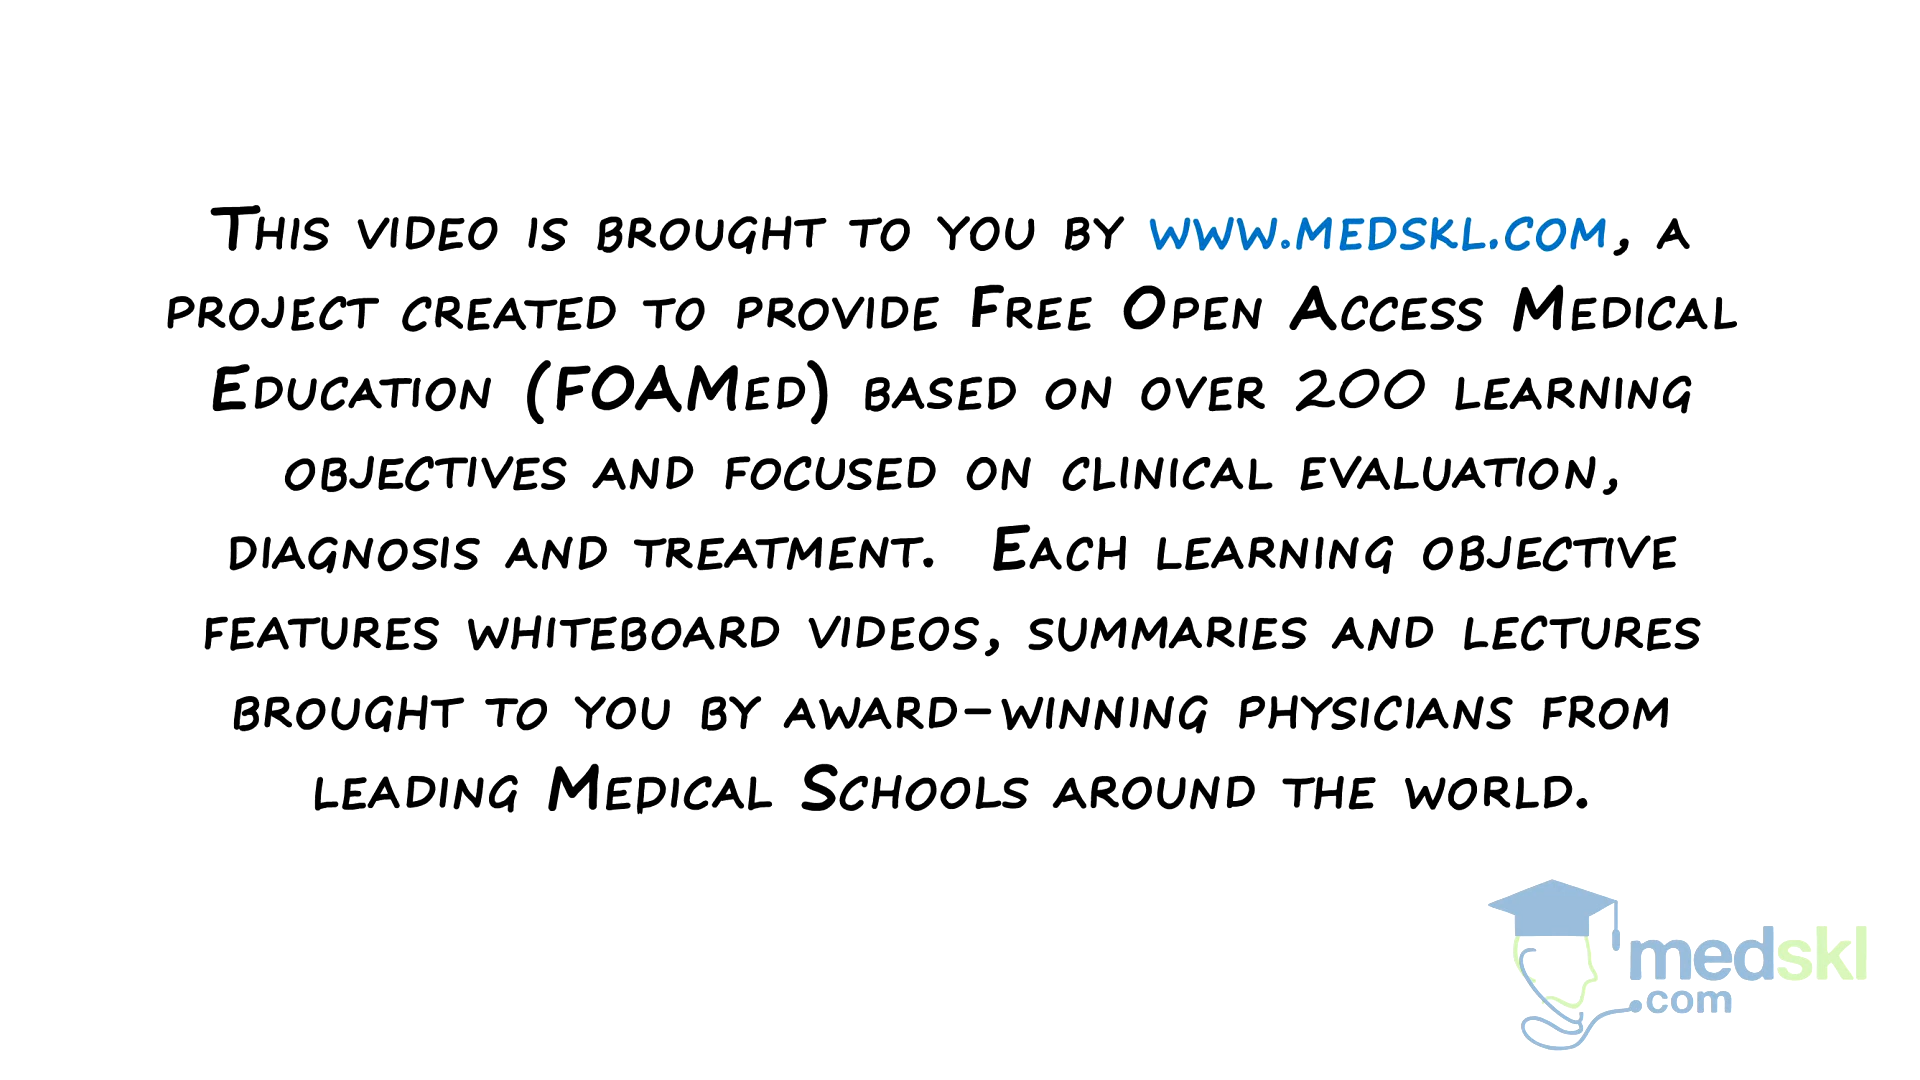 This video is brought to you by www.medskl.com, a
project created to provide Free Open Access Medical
Education (FOAMed) based on over 200 learning
objectives and focused on clinical evaluation,
diagnosis and treatment.  Each learning objective
features whiteboard videos, summaries and lectures
brought to you by award-winning physicians from
leading Medical Schools around the world.
medskl
.com